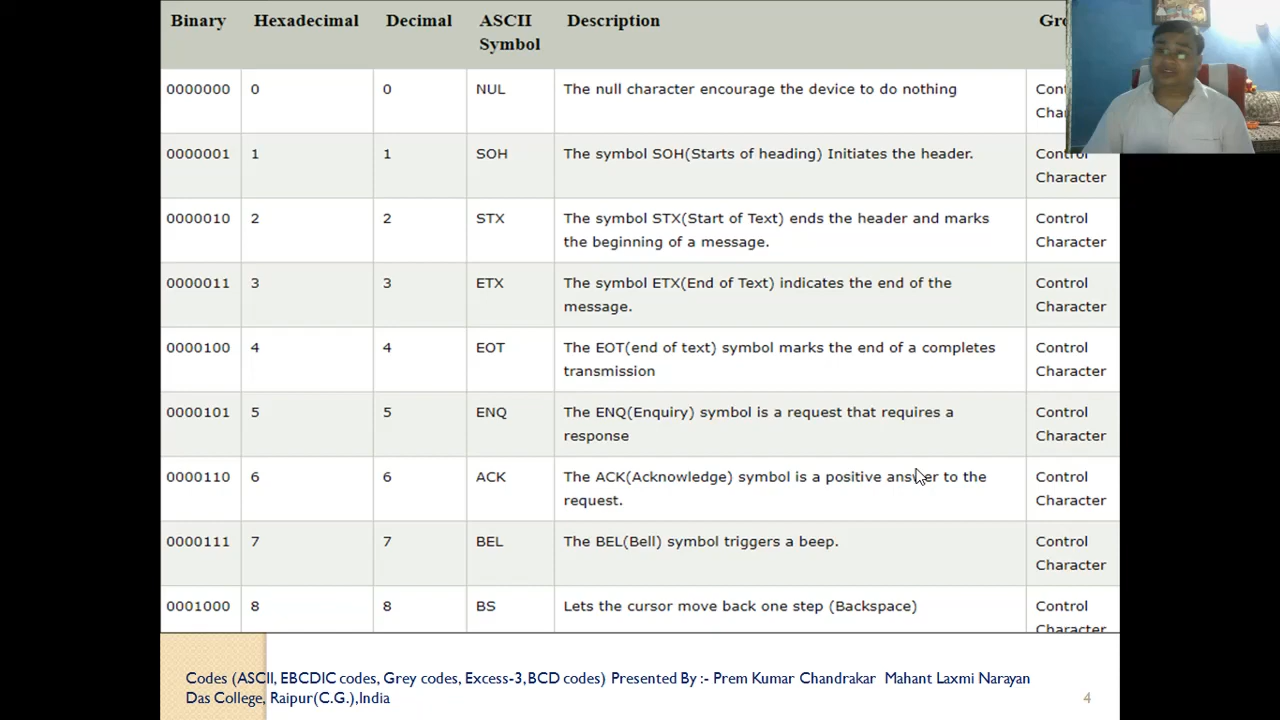 Binary Hexadecimal Decimal ASCII Symbol Description
0000000 0 0 NUL The null character encourage the device to do nothing
0000001 1 1 SOH The symbol SOH(Starts of heading) Initiates the header. Control
Character
0000010 2 2 STX The symbol STX(Start of Text) ends the header and marks Control
the beginning of a message. Character
0000011 3 3 ETX The symbol ETX(End of Text) indicates the end of the Control
message. Character
0000100 4 4 EOT The EOT(end of text) symbol marks the end of a completes Control
transmission Character
0000101 5 5 ENQ The ENQ(Enquiry) symbol is a request that requires a Control
response Character
0000110 6 6 ACK The ACK(Acknowledge) symbol is a positive answer to the Control
request. Character
0000111 7 7 BEL The BEL(Bell) symbol triggers a beep. Control
Character
0001000 8 8 BS Lets the cursor move back one step (Backspace) Control
Character
Codes (ASCII, EBCDIC codes, Grey codes, Excess-3,BCD codes) Presented By :- Prem Kumar Chandrakar Mahant Laxmi Narayan
Das College, Raipur(C.G.),India 4